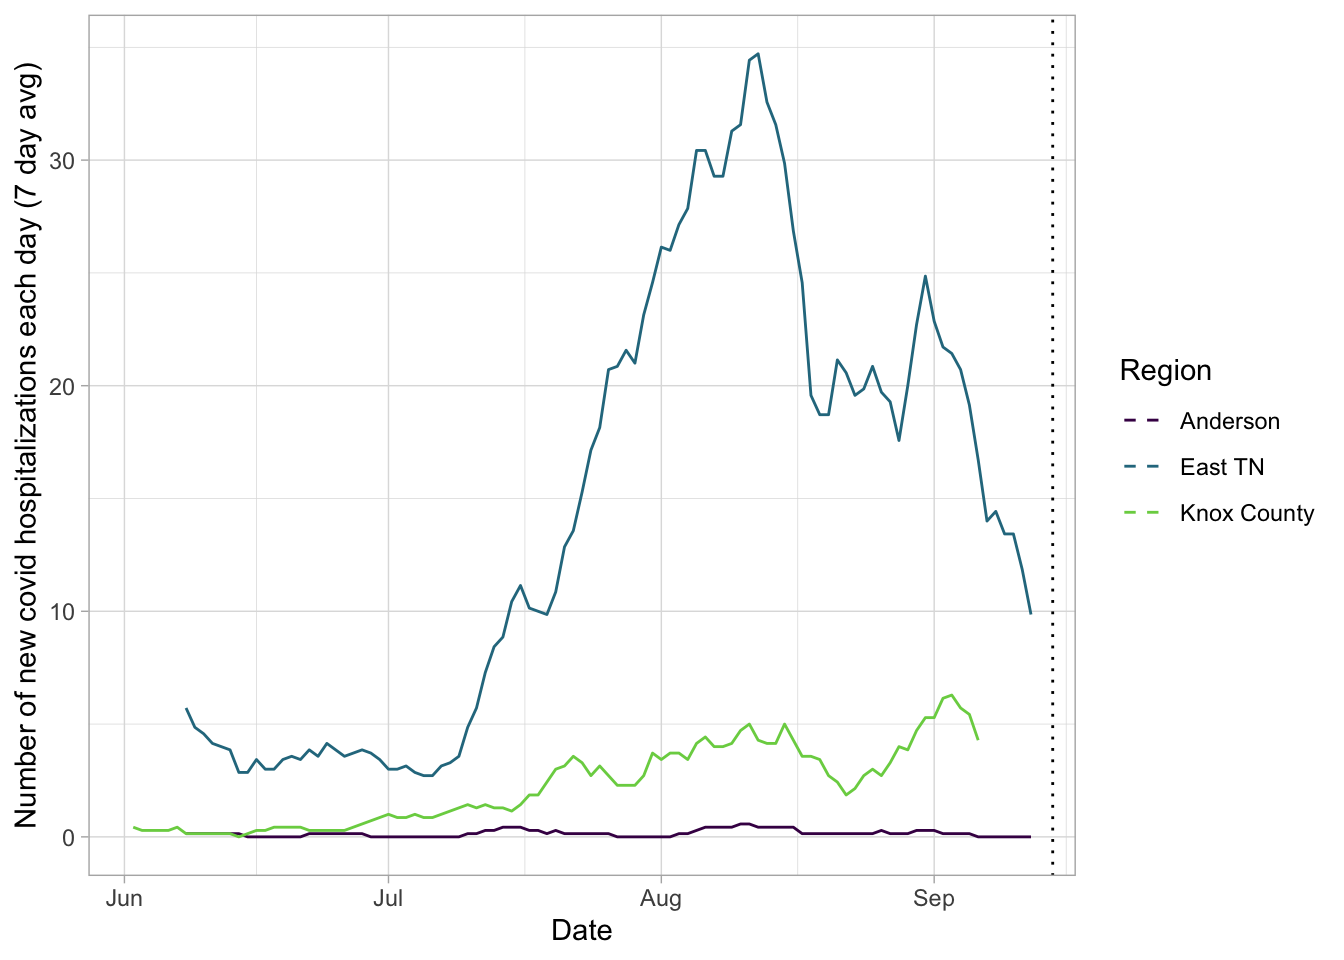 Number of new covid hospitalizations each day (7 day avg)
30
20
10
0
Jun
Jul
Aug
Sep
Date
Region
Anderson
East TN
Knox County